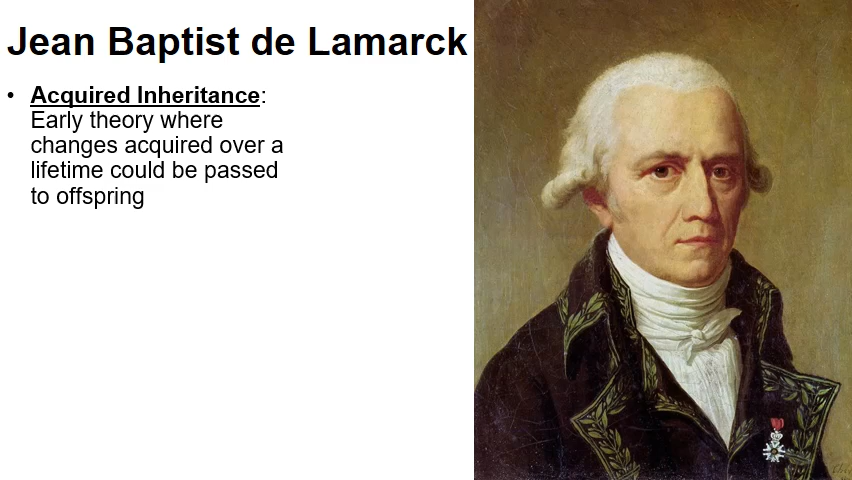 Jean Baptist de Lamarck
• Acquired Inheritance:
Early theory where
changes acquired over a
lifetime could be passed
to offspring